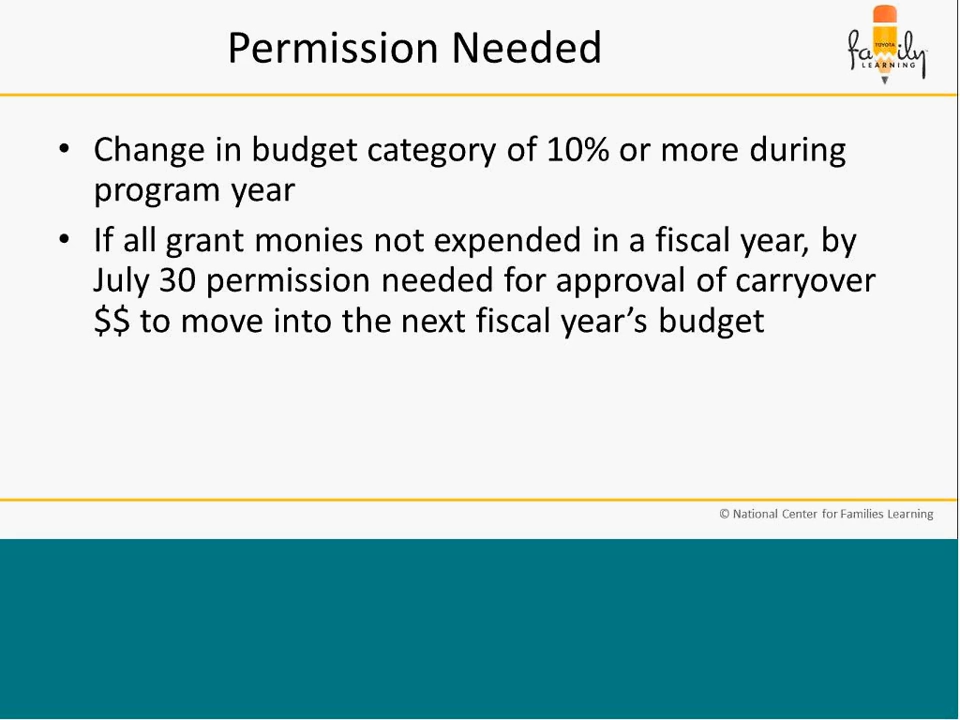 Permission Needed
TOYOTA
family
LEARNING
• Change in budget category of 10% or more during
program year
• If all grant monies not expended in a fiscal year, by
July 30 permission needed for approval of carryover
$$ to move into the next fiscal year’s budget
© National Center for Families Learning